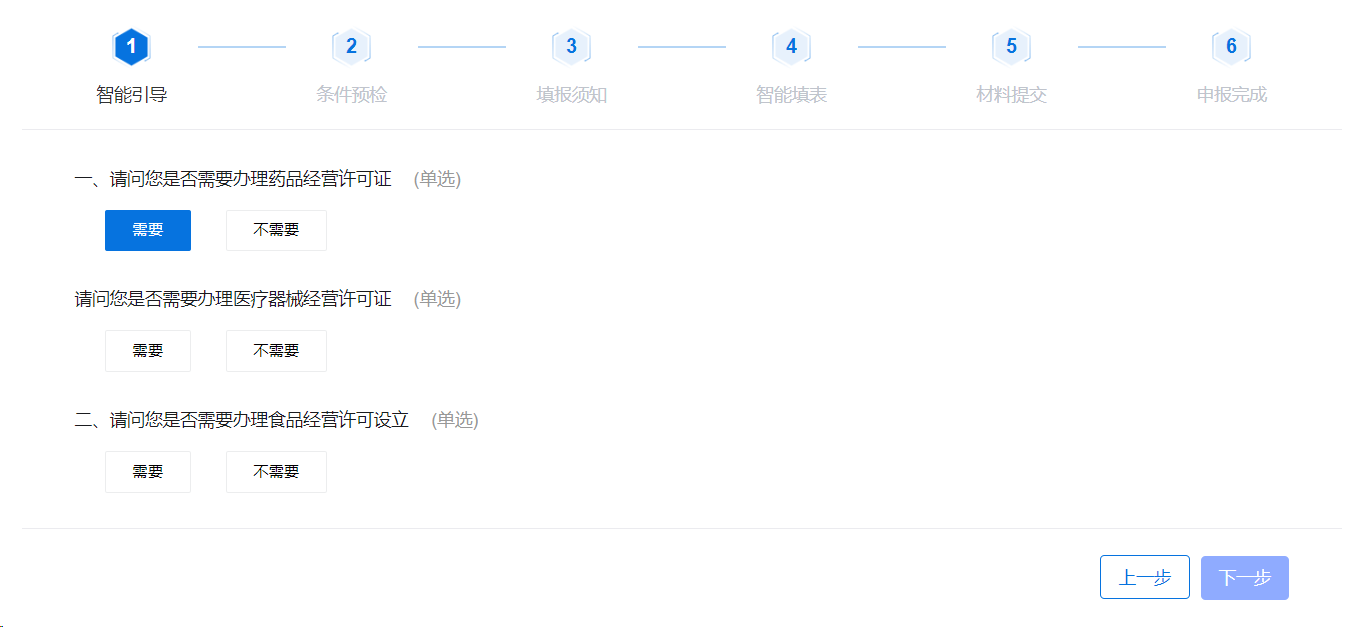 1 2 3 4 5 6
智能引导 条件预检 填报须知 智能填表 材料提交 申报完成
一、请问您是否需要办理药品经营许可证 (单选)
需要 不需要
请问您是否需要办理医疗器械经营许可证 (单选)
需要 不需要
二、请问您是否需要办理食品经营许可设立 (单选)
需要 不需要
上一步 下一步